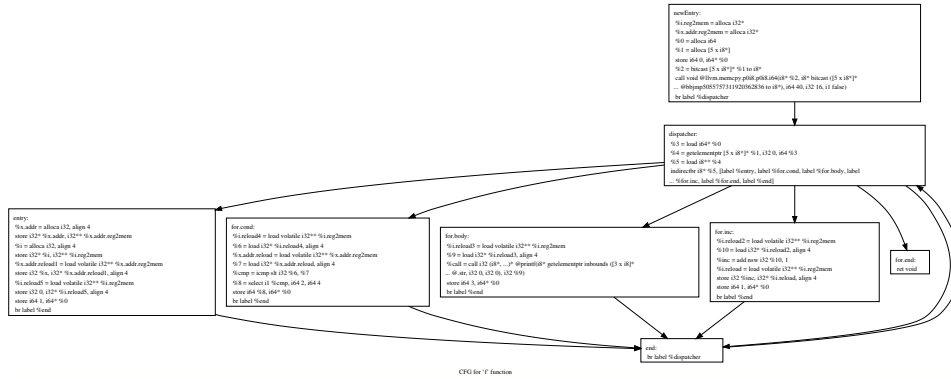 newEntry:
%i.reg2mem = alloca i32*
%x.addr.reg2mem = alloca i32*
%0 = alloca i64
%1 = alloca [5 x i8*]
store i64 0, i64* %0
%2 = bitcast [5 x i8*]* %1 to i8*
call void @llvm.memcpy.p0i8.p0i8.i64(i8* %2, i8* bitcast ([5 x i8*]*
... @bbjmp5055757311920362836 to i8*), i64 40, i32 16, i1 false)
br label %dispatcher
dispatcher:
%3 = load i64* %0
%4 = getelementptr [5 x i8*]* %1, i32 0, i64 %3
%5 = load i8** %4
indirectbr i8* %5, [label %entry, label %for.cond, label %for.body, label
... %for.inc, label %for.end, label %end]
entry:
%x.addr = alloca i32, align 4
store i32* %x.addr, i32** %x.addr.reg2mem
%i = alloca i32, align 4
store i32* %i, i32** %i.reg2mem
%x.addr.reload1 = load volatile i32** %x.addr.reg2mem
store i32 %x, i32* %x.addr.reload1, align 4
%i.reload5 = load volatile i32** %i.reg2mem
store i32 0, i32* %i.reload5, align 4
store i64 1, i64* %0
br label %end
for.cond:
%i.reload4 = load volatile i32** %i.reg2mem
%6 = load i32* %i.reload4, align 4
%x.addr.reload = load volatile i32** %x.addr.reg2mem
%7 = load i32* %x.addr.reload, align 4
%cmp = icmp slt i32 %6, %7
%8 = select i1 %cmp, i64 2, i64 4
store i64 %8, i64* %0
br label %end
for.body:
%i.reload3 = load volatile i32** %i.reg2mem
%9 = load i32* %i.reload3, align 4
%call = call i32 (i8*, ...)* @printf(i8* getelementptr inbounds ([3 x i8]*
... @.str, i32 0, i32 0), i32 %9)
store i64 3, i64* %0
br label %end
for.inc:
%i.reload2 = load volatile i32** %i.reg2mem
%10 = load i32* %i.reload2, align 4
%inc = add nsw i32 %10, 1
%i.reload = load volatile i32** %i.reg2mem
store i32 %inc, i32* %i.reload, align 4
store i64 1, i64* %0
br label %end
for.end:
ret void
end:
br label %dispatcher
CFG for 'f' function